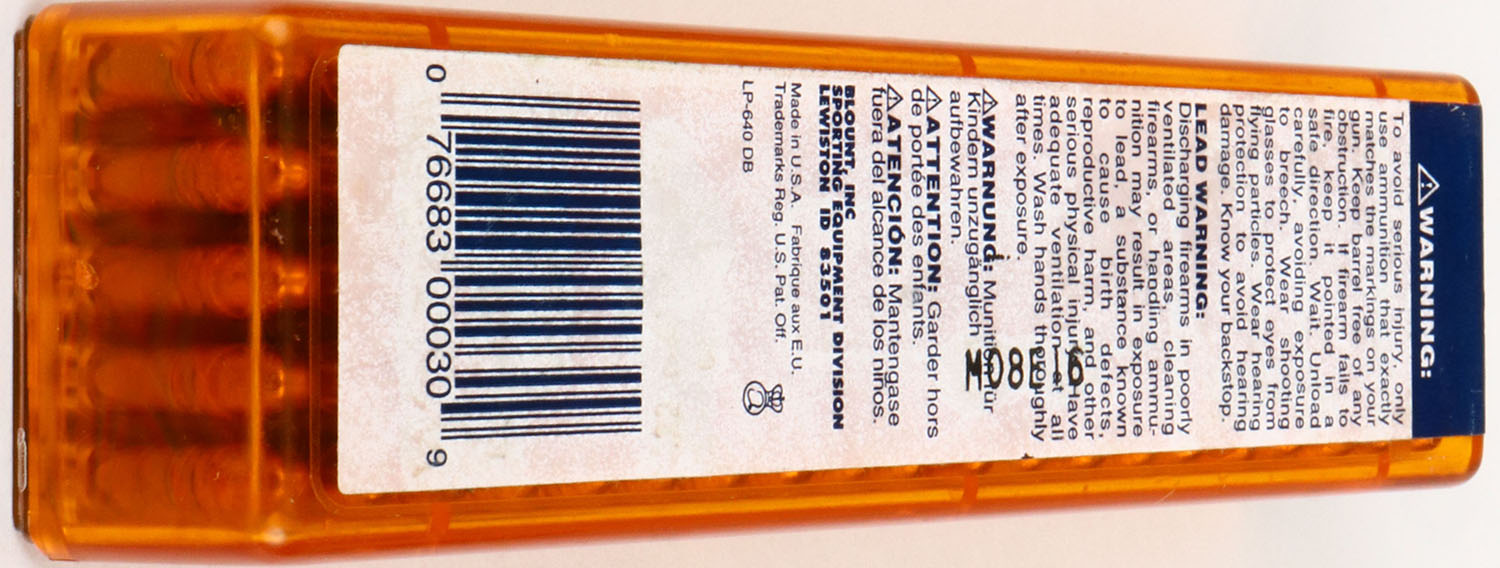 ⚠WARNING:
To avoid serious injury, only
use ammunition that exactly
matches the markings on your
gun. Keep barrel free of any
obstruction. If firearm fails to
fire, keep it pointed in a
safe direction. Wait. Unload
carefully, avoiding exposure
to breech. Wear shooting
glasses to protect eyes from
flying particles. Wear hearing
protection to avoid hearing
damage. Know your backstop.
LEAD WARNING:
Discharging firearms in poorly
ventilated areas, cleaning
firearms, or handling ammu-
nition may result in exposure
to lead, a substance known
to cause birth defects,
reproductive harm, and other
serious physical injury. Have
adequate ventilation at all
times. Wash hands thoroughly
after exposure.
⚠WARNUNG: Munition für
Kindern unzugänglich
aufbewahren.
⚠ATTENTION: Garder hors
de portée des enfants.
⚠ATENCIÓN: Mantengase
fuera del alcance de los niños.
BLOUNT, INC
SPORTING EQUIPMENT DIVISION
LEWISTON ID 83501
Made in U.S.A. Fabrique aux E.U.
Trademarks Reg. U.S. Pat. Off.
LP-640 DB
0 76683 00030 9